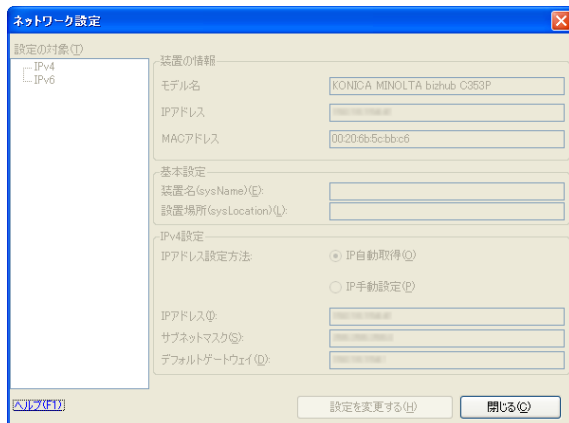 ネットワーク設定
設定の対象(T)
IPv4
IPv6
装置の情報
モデル名 KONICA MINOLTA bizhub C353P
IPアドレス
MACアドレス 00:20:6b:5c:bb:c6
基本設定
装置名(sysName)(E):
設置場所(sysLocation)(L):
IPv4設定
IPアドレス設定方法: IP自動取得(O)
IP手動設定(P)
IPアドレス(I):
サブネットマスク(S):
デフォルトゲートウェイ(D):
ヘルプ(F1) 設定を変更する(H) 閉じる(C)